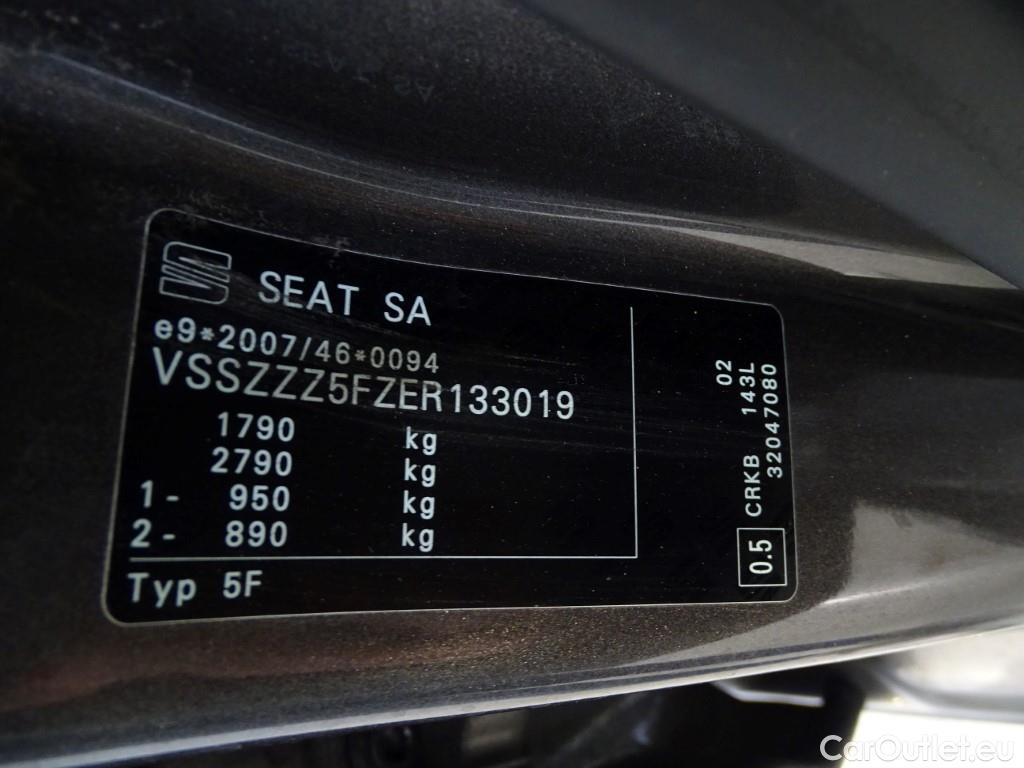 SEAT SA
e9*2007/46*0094
VSSZZZ5FZER133019
1790 kg
2790 kg
1- 950 kg
2- 890 kg
Typ 5F
02
CRKB 143L
32047080
0.5
CarOutlet.eu